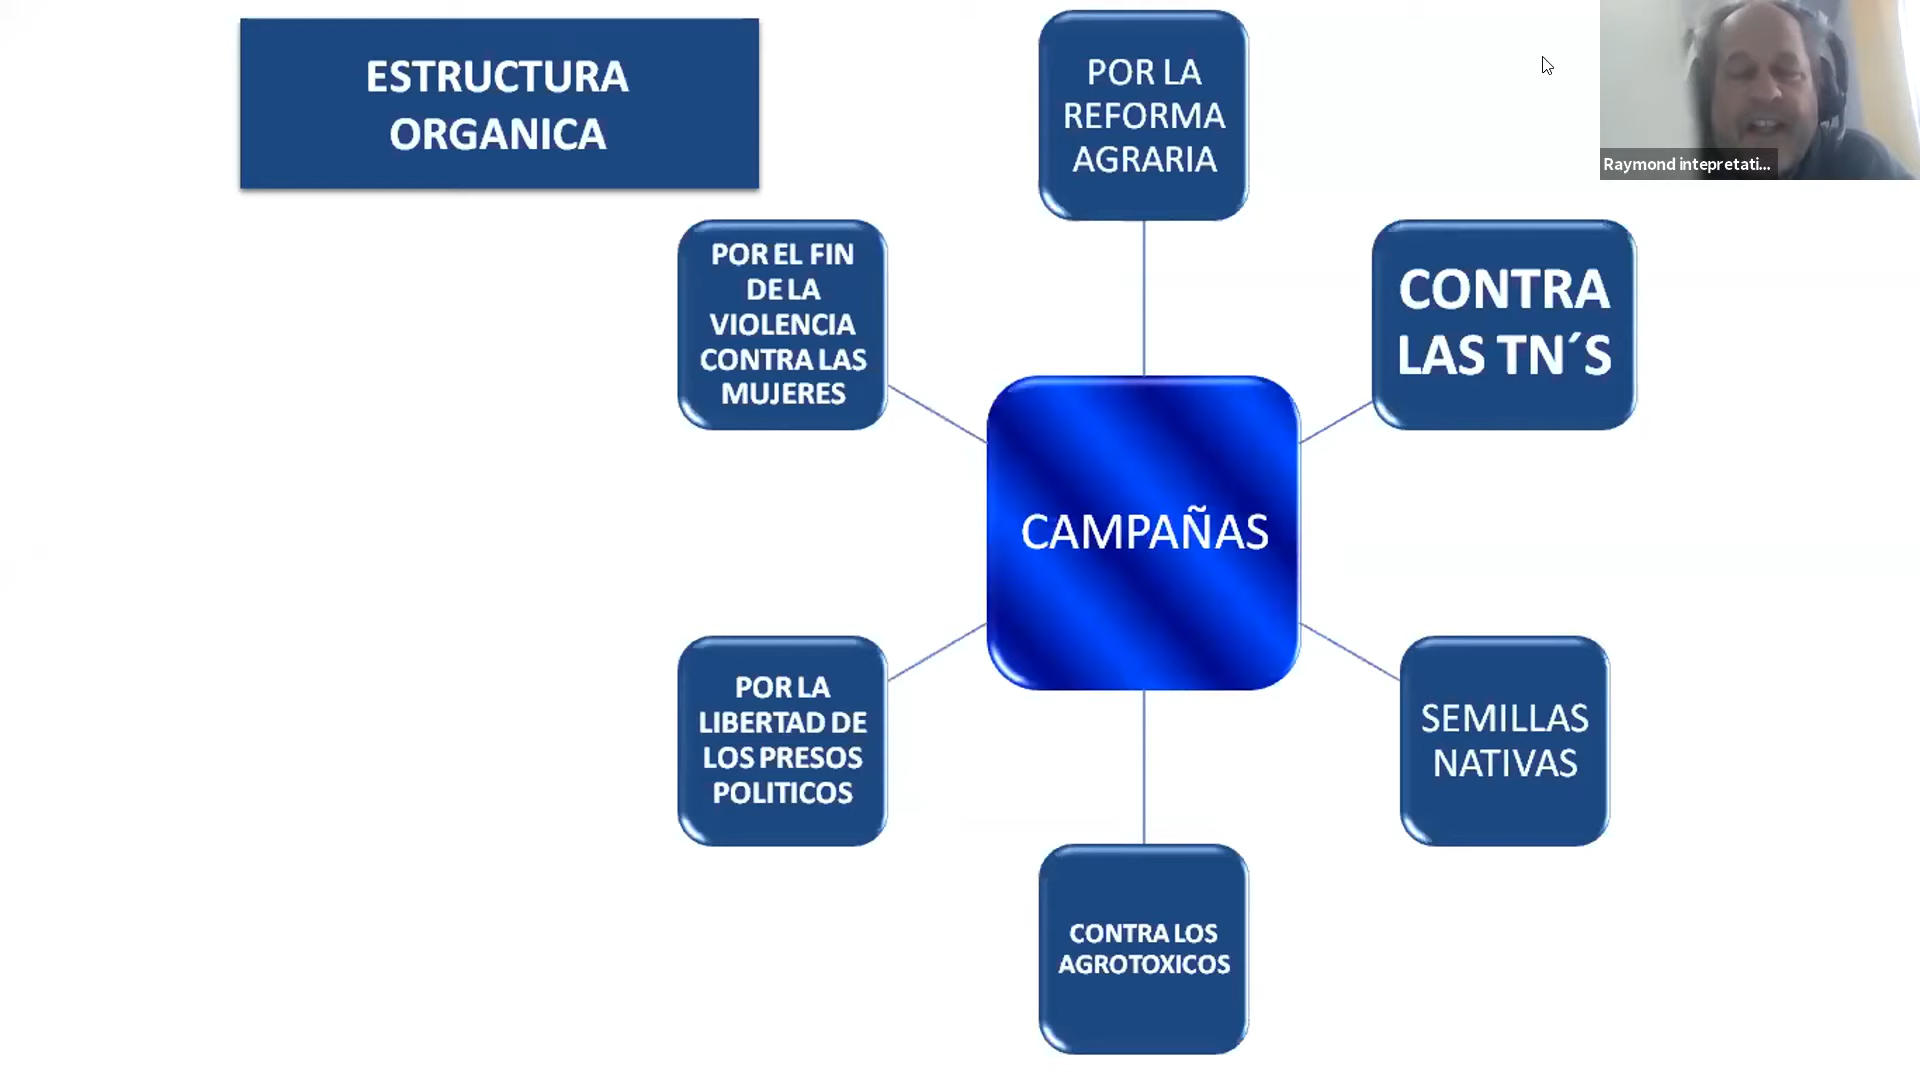 ESTRUCTURA
ORGANICA
POR LA
REFORMA
AGRARIA
Raymond intepretati...
POR EL FIN
DE LA
VIOLENCIA
CONTRA LAS
MUJERES
CONTRA
LAS TN´S
CAMPAÑAS
POR LA
LIBERTAD DE
LOS PRESOS
POLITICOS
SEMILLAS
NATIVAS
CONTRA LOS
AGROTOXICOS